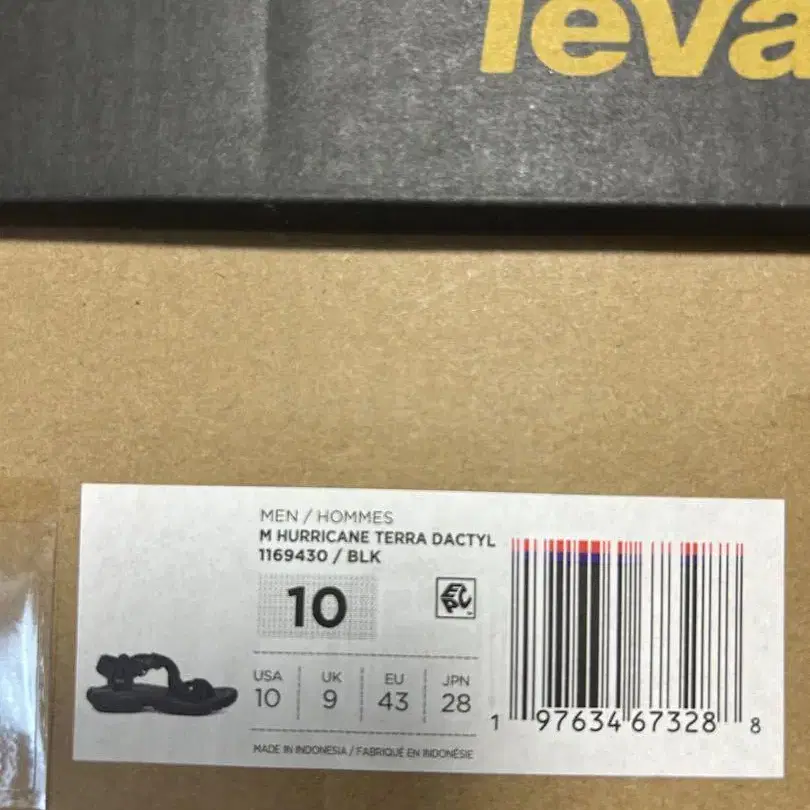 Teva
MEN / HOMMES
M HURRICANE TERRA DACTYL
1169430 / BLK
10
EPC
USA UK EU JPN
10 9 43 28
MADE IN INDONESIA / FABRIQUÉ EN INDONÉSIE
1 97634 67328 8